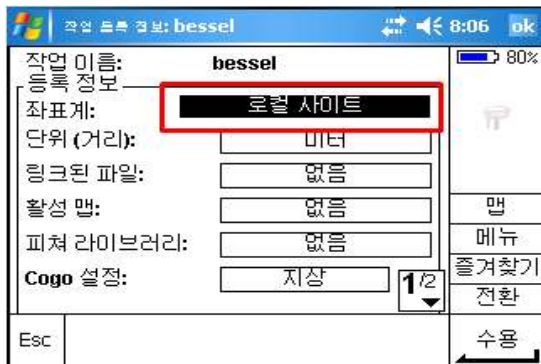 작업 등록 정보: bessel 8:06 ok
작업 이름: bessel 80%
등록 정보
좌표계: 로컬 사이트
단위 (거리): 미터
링크된 파일: 없음
활성 맵: 없음 맵
피쳐 라이브러리: 없음 메뉴
즐겨찾기
Cogo 설정: 지상 1/2
전환
Esc 수용